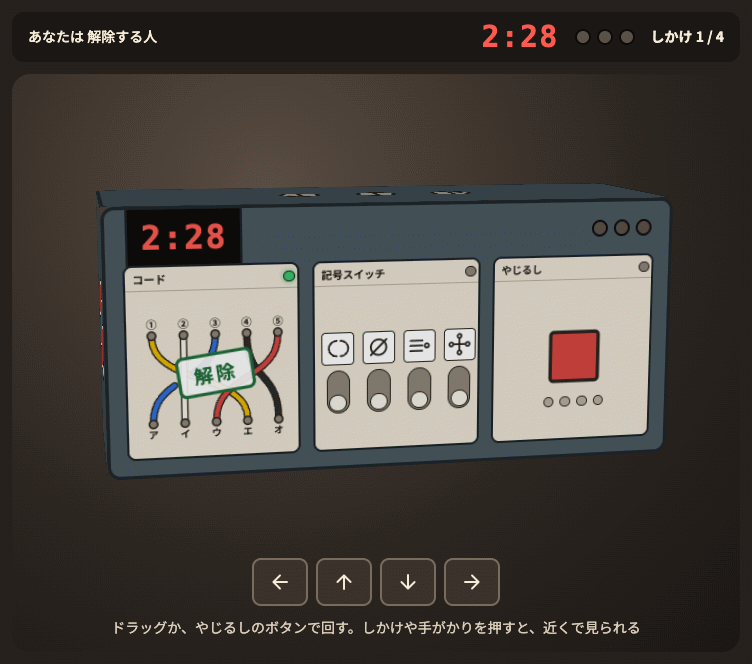 あなたは 解除する人
2:28
しかけ 1 / 4
2:28
コード
① ② ③ ④ ⑤
解除
ア イ ウ エ オ
記号スイッチ
やじるし
← ↑ ↓ →
ドラッグか、やじるしのボタンで回す。しかけや手がかりを押すと、近くで見られる